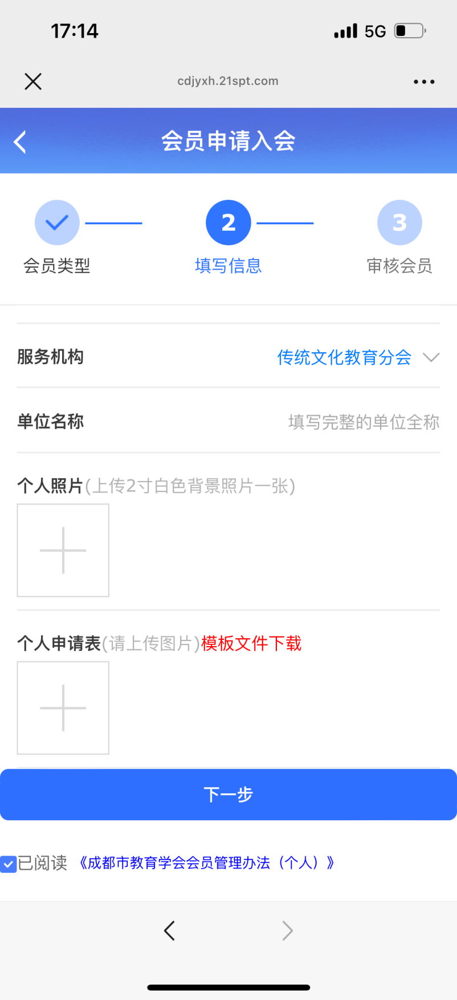 17:14
5G
cdjyxh.21spt.com
会员申请入会
2
3
会员类型
填写信息
审核会员
服务机构
传统文化教育分会
单位名称
填写完整的单位全称
个人照片(上传2寸白色背景照片一张)
个人申请表(请上传图片)模板文件下载
下一步
已阅读 《成都市教育学会会员管理办法（个人）》